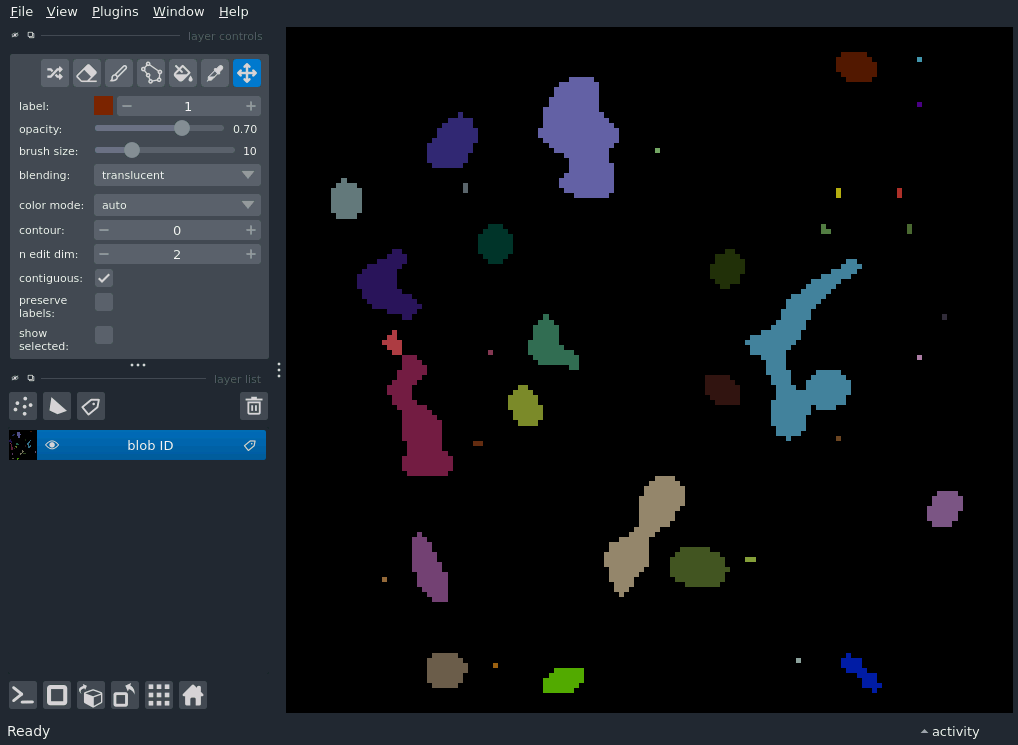 File View Plugins Window Help
layer controls
label: 1
opacity: 0.70
brush size: 10
blending: translucent
color mode: auto
contour: 0
n edit dim: 2
contiguous:
preserve
labels:
show
selected:
layer list
blob ID
Ready
activity